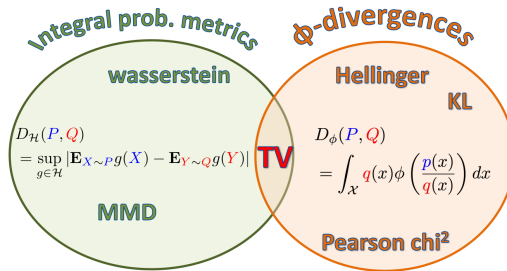 Integral prob. metrics
ϕ-divergences
wasserstein
Hellinger
KL
D_ℋ(P, Q)
= sup_{g∈ℋ} |E_{X∼P} g(X) − E_{Y∼Q} g(Y)|
TV
D_ϕ(P, Q)
= ∫_𝒳 q(x)ϕ (p(x)/q(x)) dx
MMD
Pearson chi²